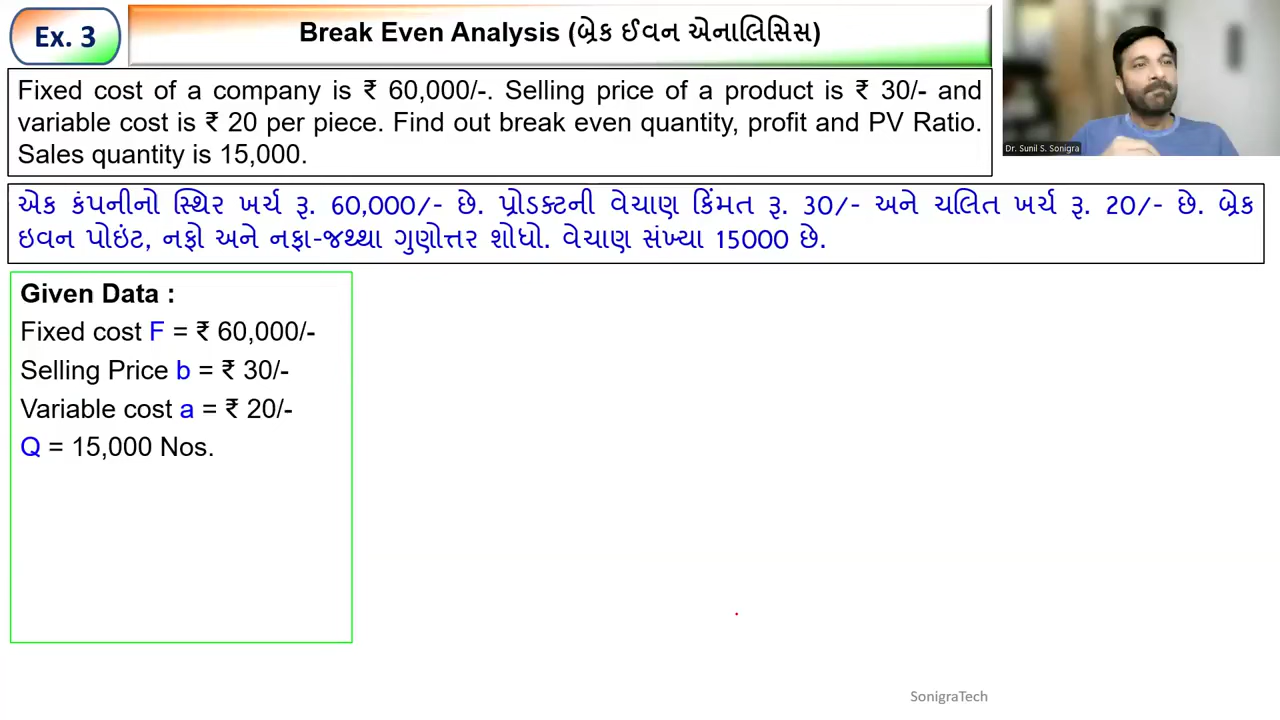 Ex. 3
Break Even Analysis (બ્રેક ઈવન એનાલિસિસ)
Fixed cost of a company is ₹ 60,000/-. Selling price of a product is ₹ 30/- and
variable cost is ₹ 20 per piece. Find out break even quantity, profit and PV Ratio.
Sales quantity is 15,000.
Dr. Sunil S. Sonigra
એક કંપનીનો સ્થિર ખર્ચ રૂ. 60,000/- છે. પ્રોડક્ટની વેચાણ કિંમત રૂ. 30/- અને ચલિત ખર્ચ રૂ. 20/- છે. બ્રેક
ઇવન પોઇંટ, નફો અને નફા-જથ્થા ગુણોત્તર શોધો. વેચાણ સંખ્યા 15000 છે.
Given Data :
Fixed cost F = ₹ 60,000/-
Selling Price b = ₹ 30/-
Variable cost a = ₹ 20/-
Q = 15,000 Nos.
SonigraTech